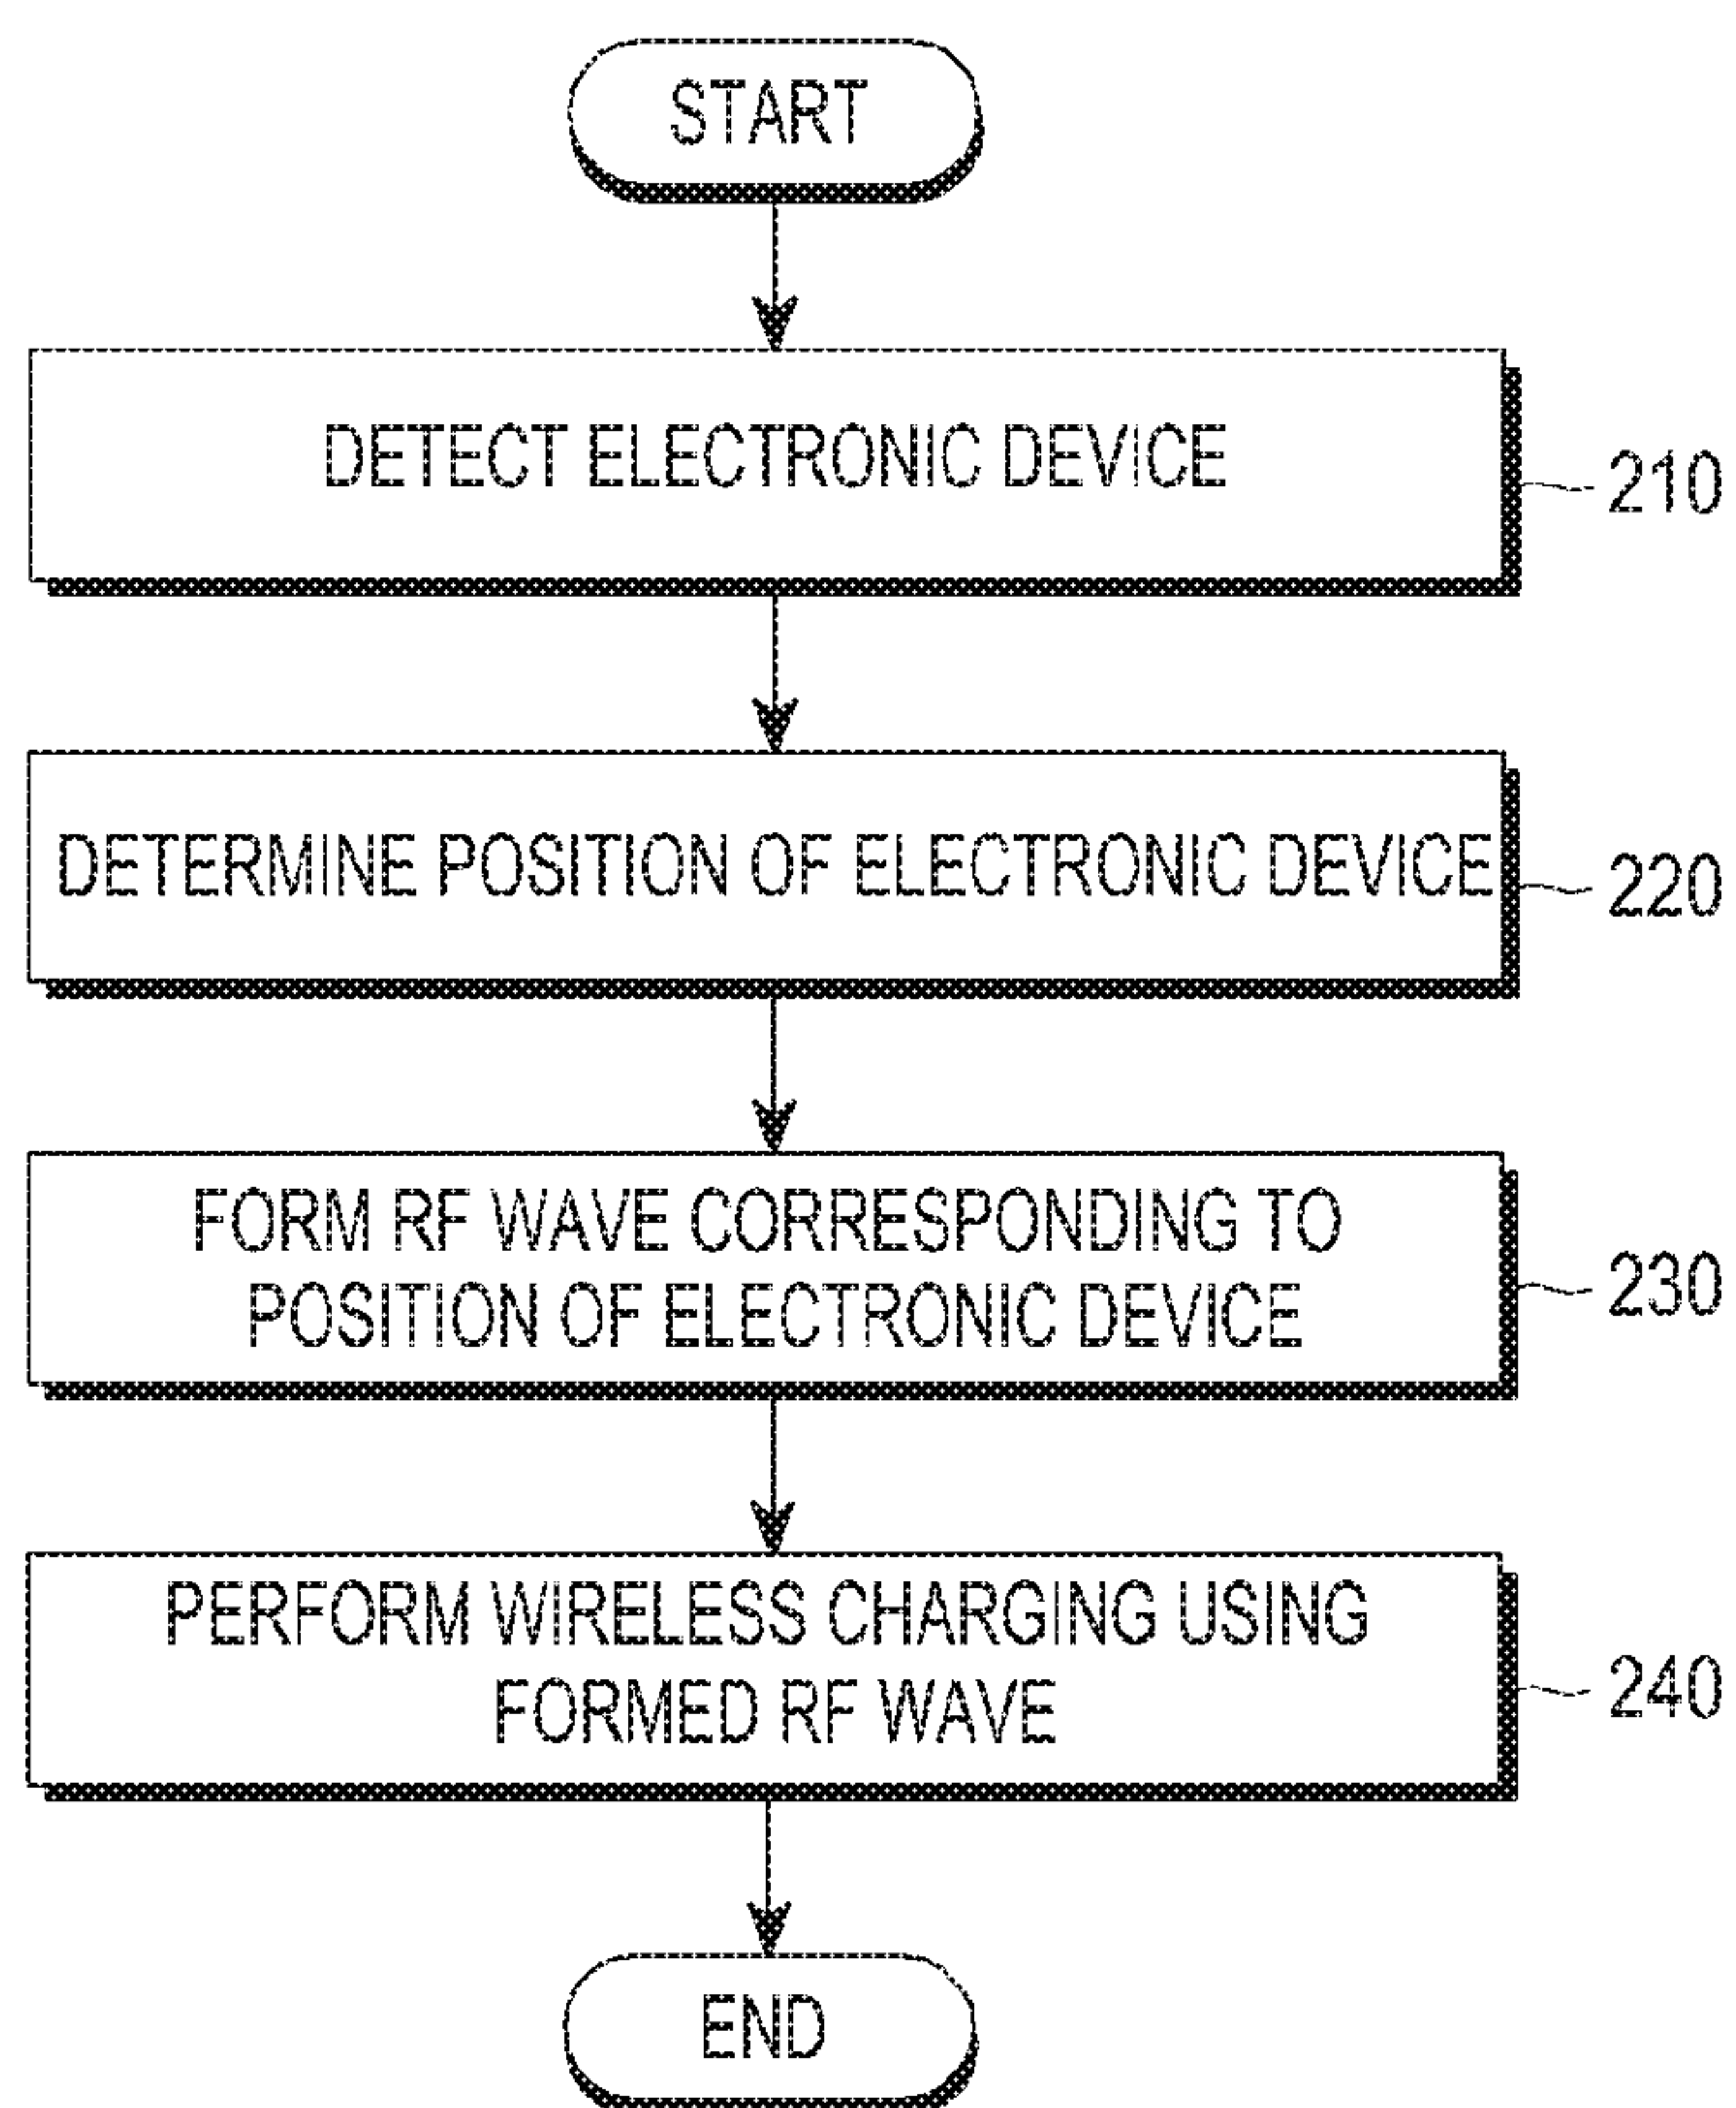 START
DETECT ELECTRONIC DEVICE
210
DETERMINE POSITION OF ELECTRONIC DEVICE
220
FORM RF WAVE CORRESPONDING TO
POSITION OF ELECTRONIC DEVICE
230
PERFORM WIRELESS CHARGING USING
FORMED RF WAVE
240
END